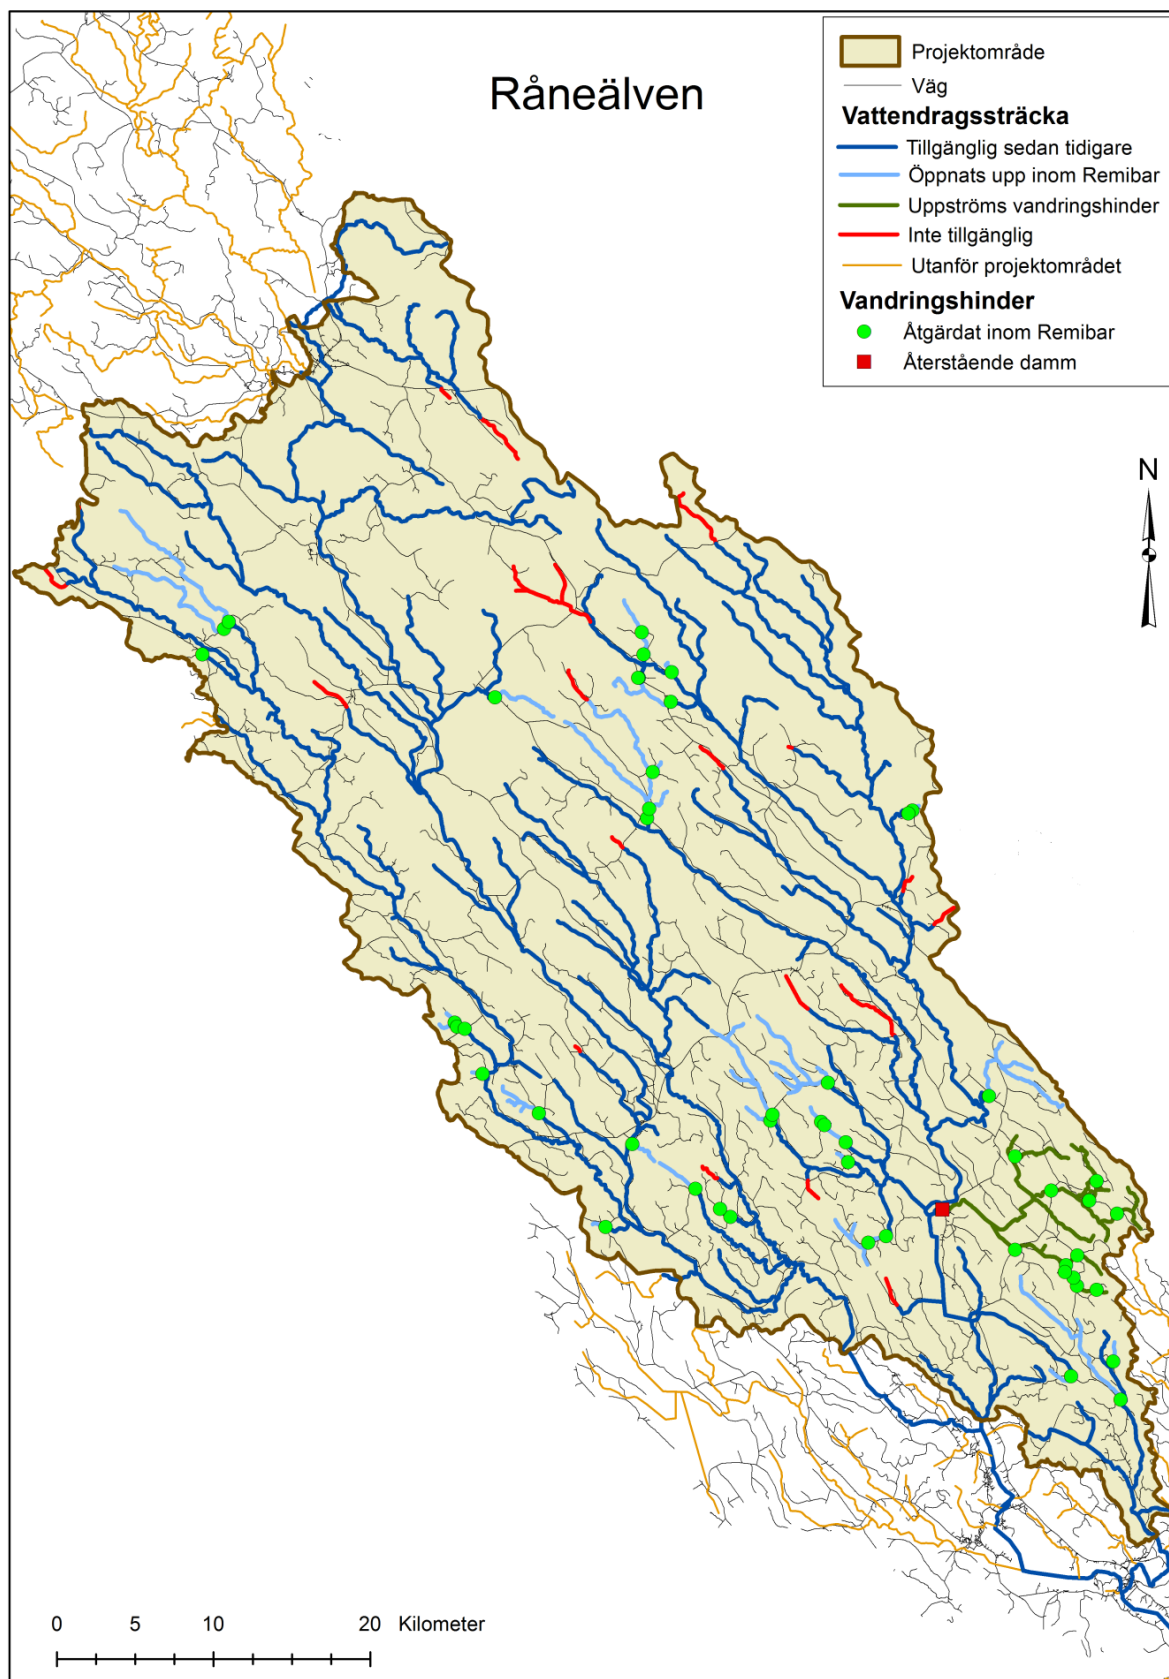 Råneälven
Projektområde
Väg
Vattendragssträcka
Tillgänglig sedan tidigare
Öppnats upp inom Remibar
Uppströms vandringshinder
Inte tillgänglig
Utanför projektområdet
Vandringshinder
Åtgärdat inom Remibar
Återstående damm
N
0 5 10 20 Kilometer